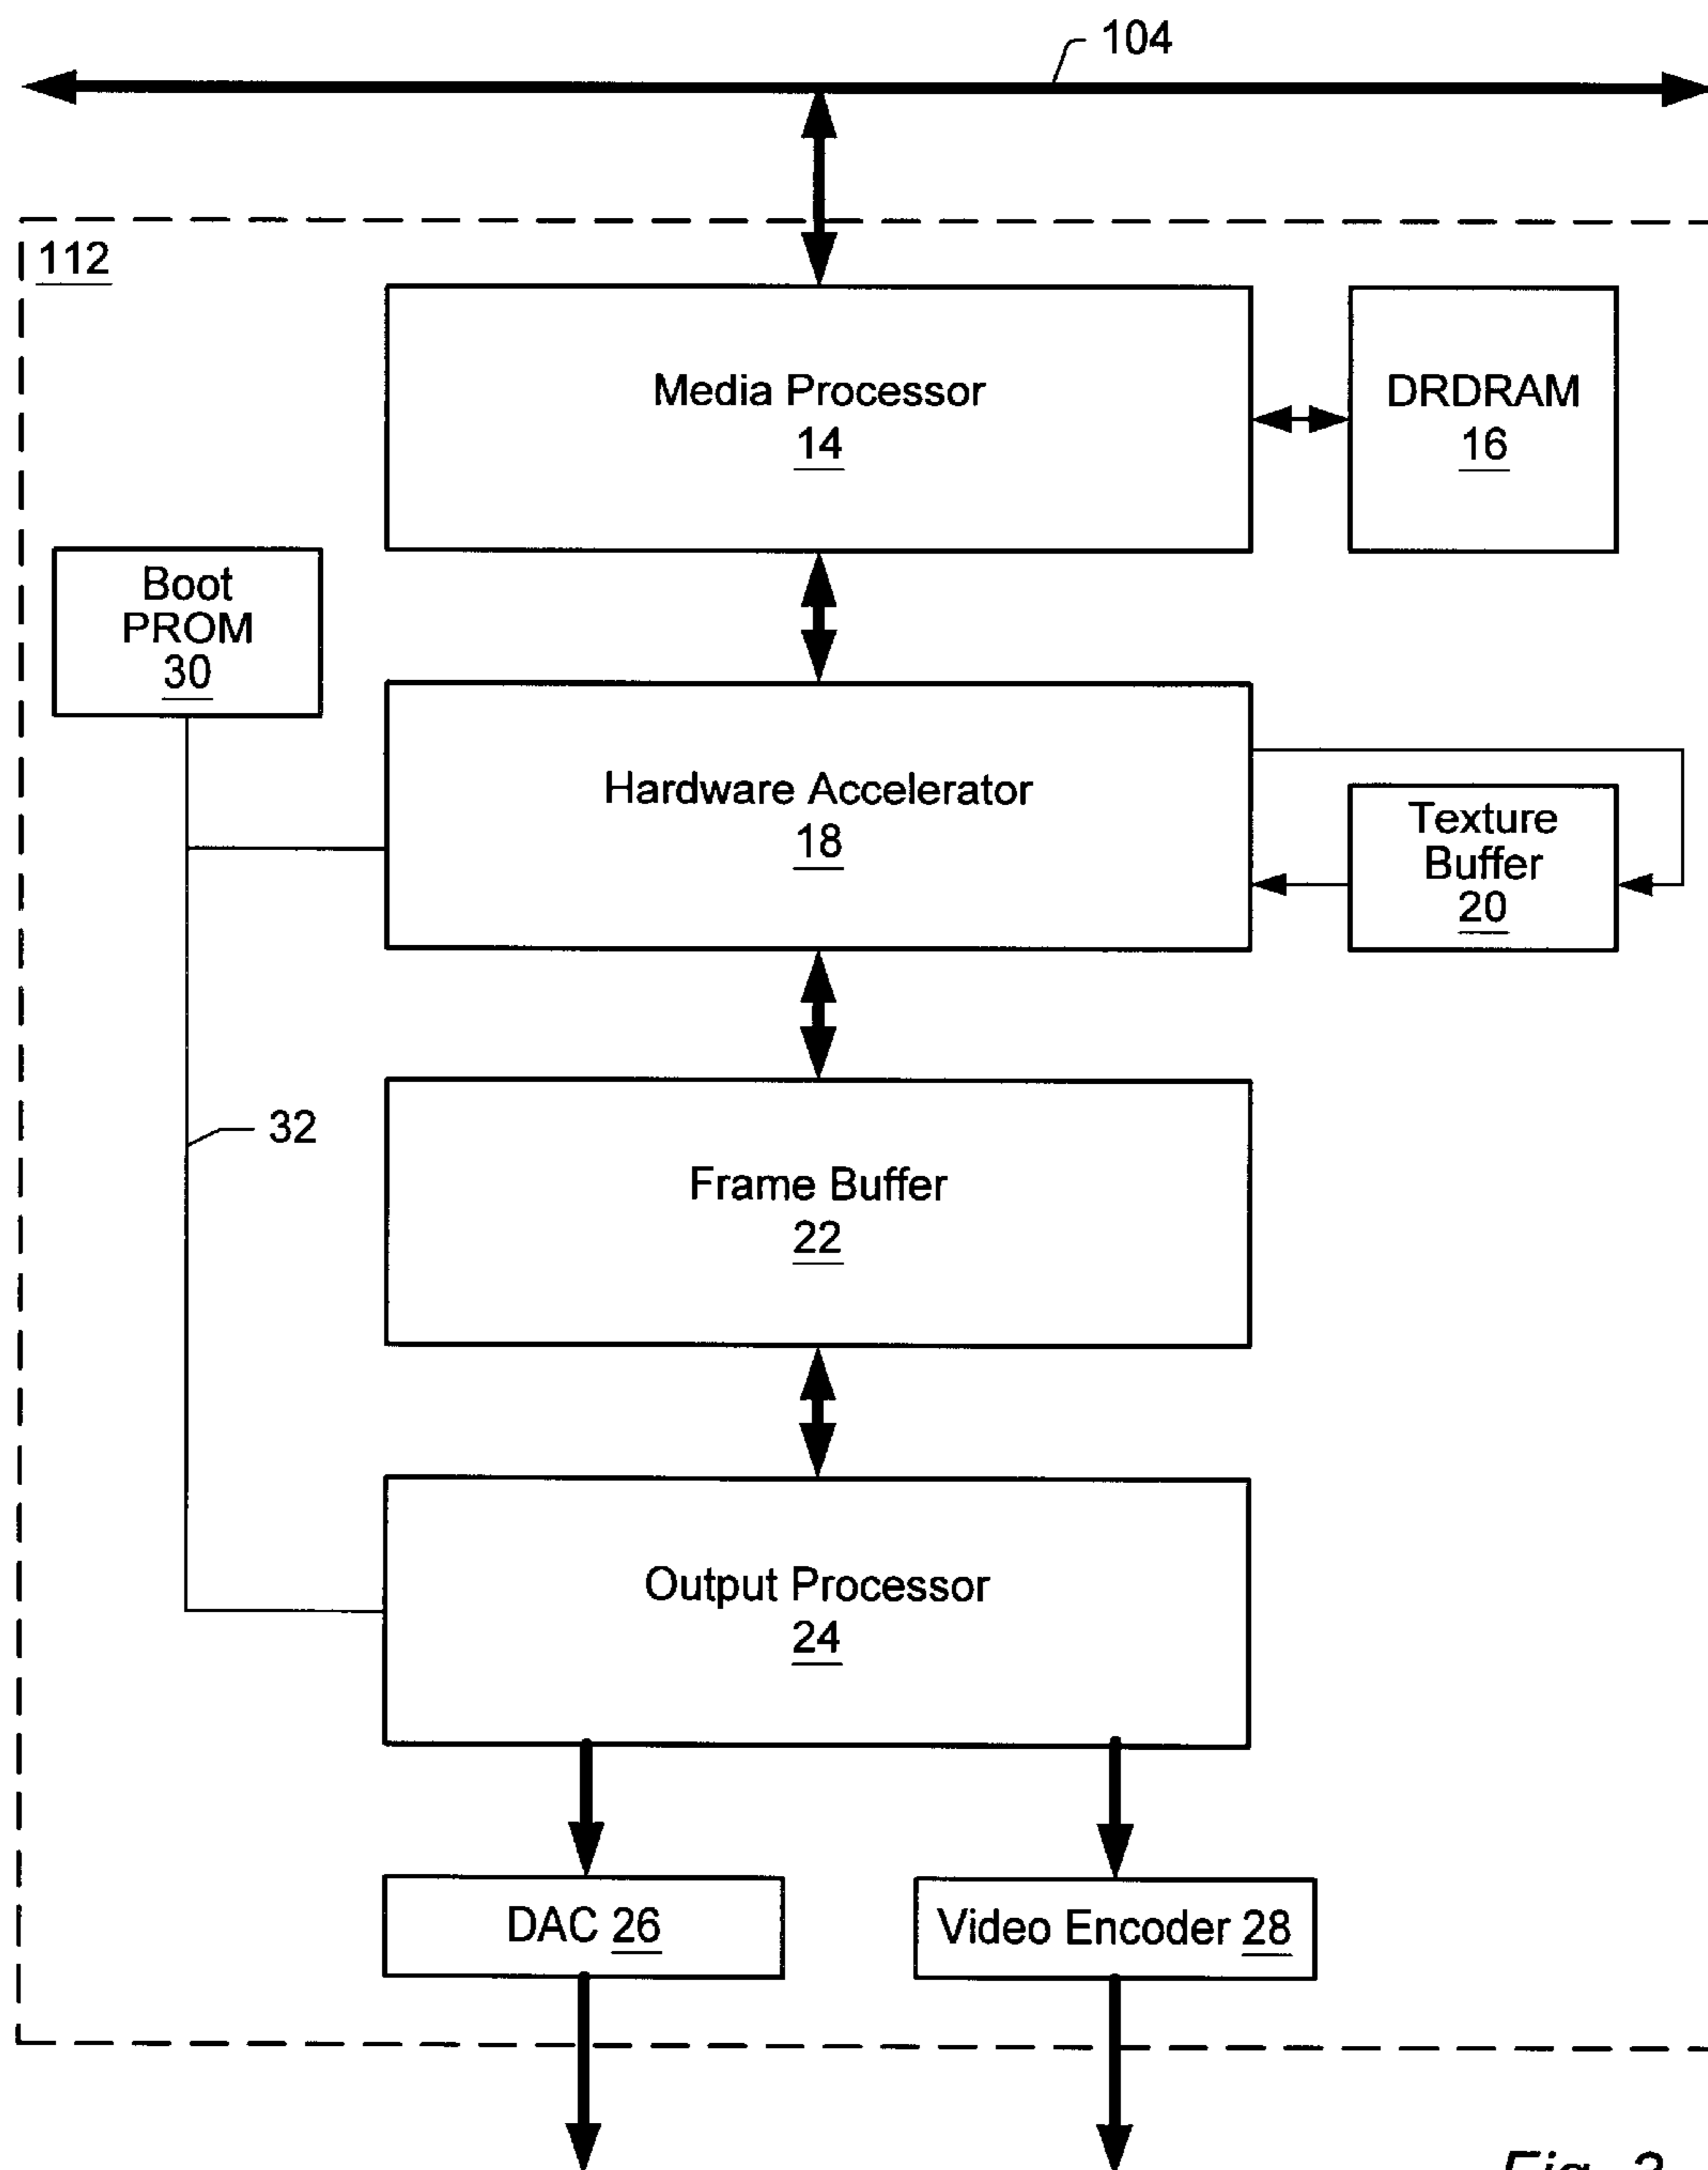 104
112
Media Processor
14
DRDRAM
16
Boot
PROM
30
Hardware Accelerator
18
Texture
Buffer
20
32
Frame Buffer
22
Output Processor
24
DAC 26
Video Encoder 28